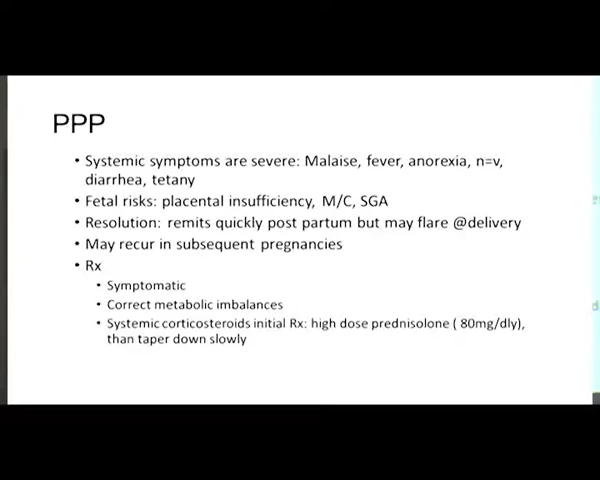 PPP
• Systemic symptoms are severe: Malaise, fever, anorexia, n=v,
diarrhea, tetany
• Fetal risks: placental insufficiency, M/C, SGA
• Resolution: remits quickly post partum but may flare @delivery
• May recur in subsequent pregnancies
• Rx
• Symptomatic
• Correct metabolic imbalances
• Systemic corticosteroids initial Rx: high dose prednisolone ( 80mg/dly),
than taper down slowly